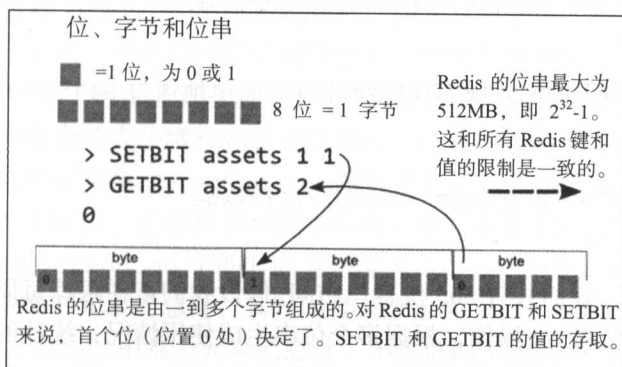 位、字节和位串
=1 位，为 0 或 1
8 位 =1 字节
Redis 的位串最大为
512MB，即 2³²-1。
这和所有 Redis 键和
值的限制是一致的。
> SETBIT assets 1 1
> GETBIT assets 2
0
byte byte byte
0 1 0
Redis 的位串是由一到多个字节组成的。对 Redis 的 GETBIT 和 SETBIT
来说，首个位（位置 0 处）决定了。SETBIT 和 GETBIT 的值的存取。